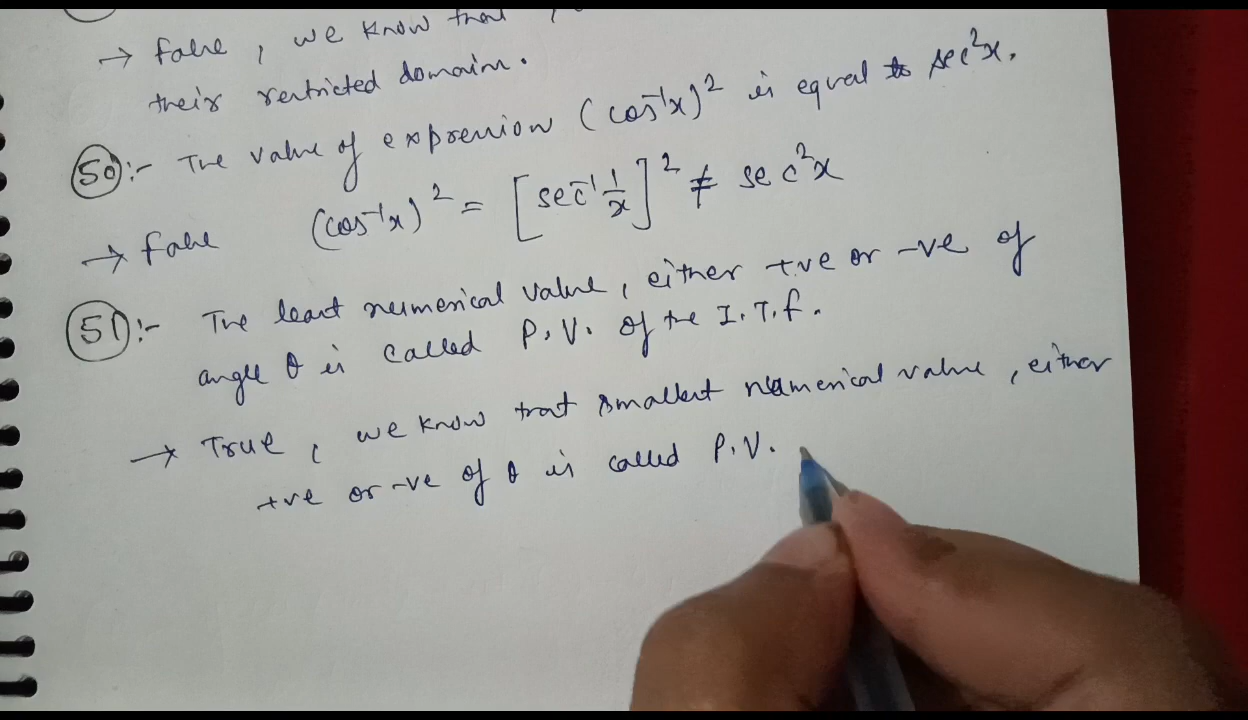 → false, we know that
their restricted domain.
50:- The value of expression (cos⁻¹x)² is equal to sec²x.
→ false (cos⁻¹x)² = [sec⁻¹ 1/x]² ≠ sec²x
51:- The least numerical value, either +ve or -ve of
angle θ is called P.V. of the I.T.f.
→ True, we know that smallest numerical value, either
+ve or -ve of θ is called P.V.